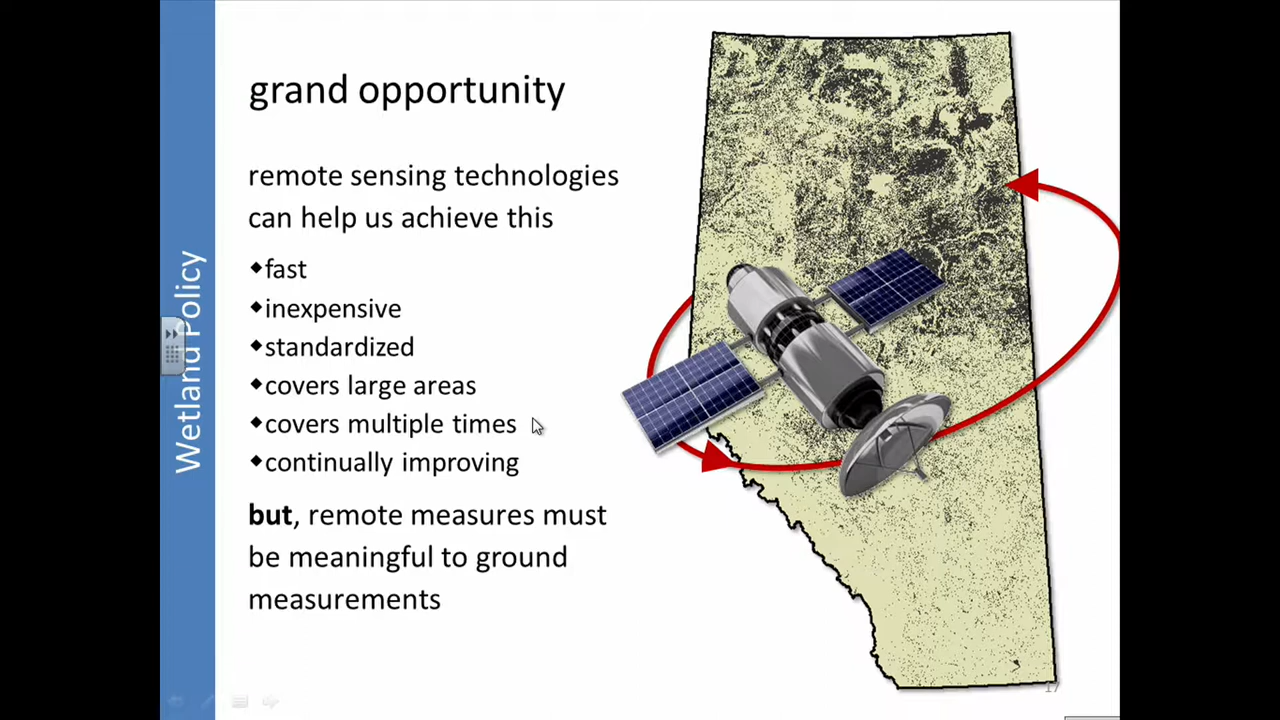 Wetland Policy
grand opportunity
remote sensing technologies
can help us achieve this
◆fast
◆inexpensive
◆standardized
◆covers large areas
◆covers multiple times
◆continually improving
but, remote measures must
be meaningful to ground
measurements
17